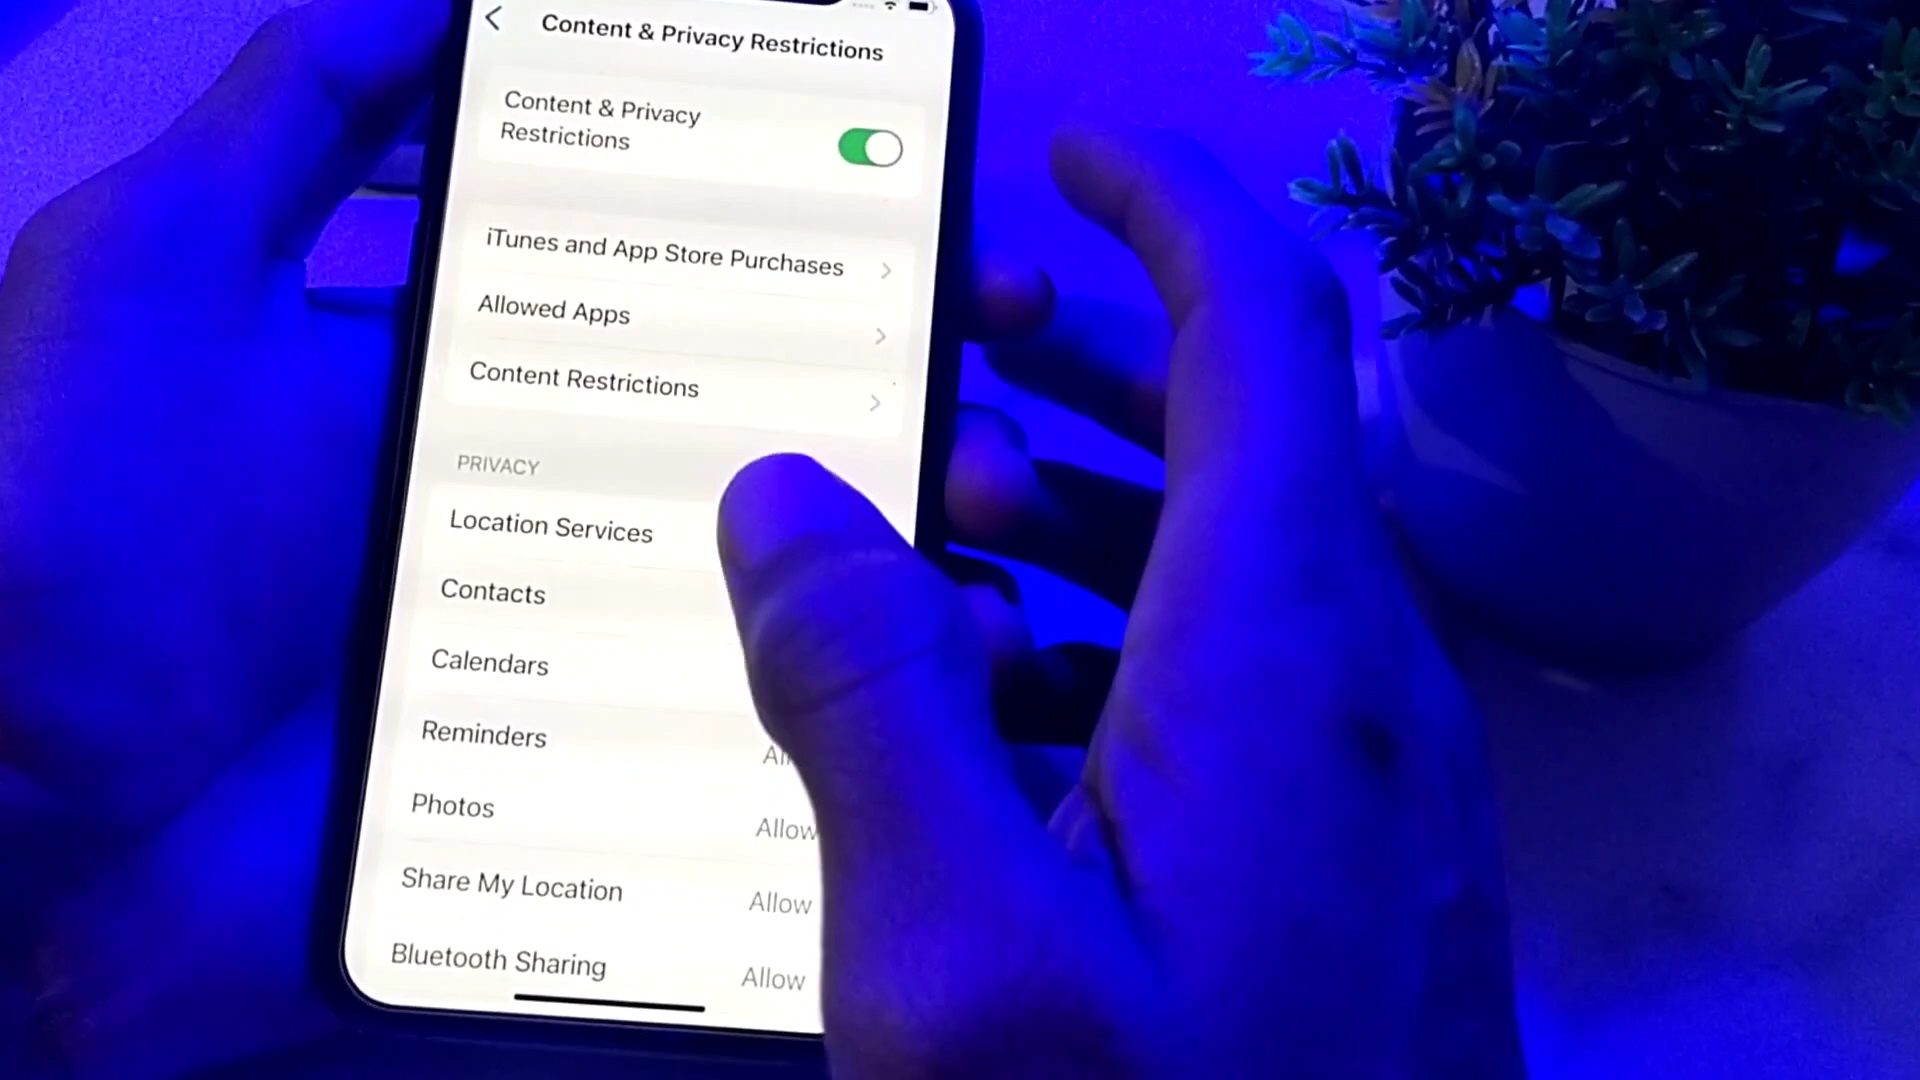 Content & Privacy Restrictions
Content & Privacy
Restrictions
iTunes and App Store Purchases
Allowed Apps
Content Restrictions
PRIVACY
Location Services
Contacts
Calendars
Reminders
Photos Allow
Share My Location Allow
Bluetooth Sharing Allow